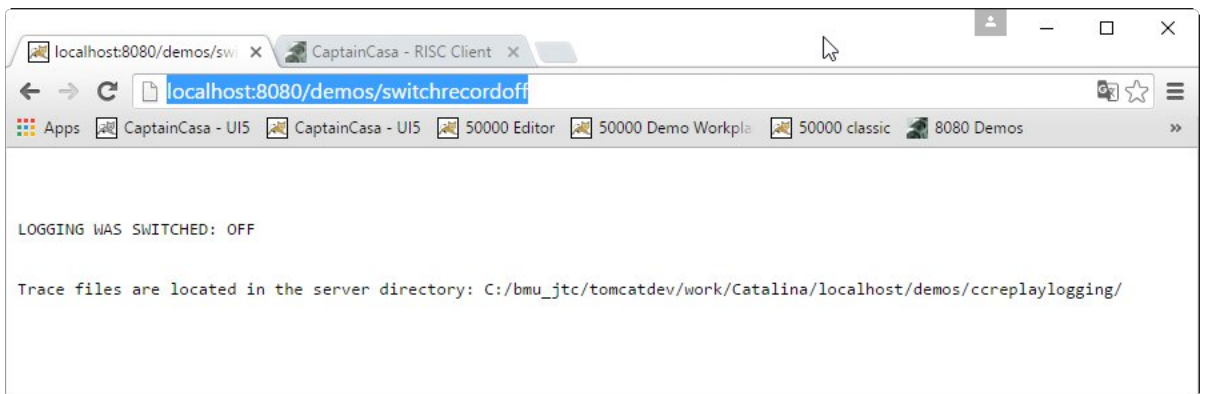 localhost:8080/demos/sw
CaptainCasa - RISC Client
localhost:8080/demos/switchrecordoff
Apps CaptainCasa - UI5 CaptainCasa - UI5 50000 Editor 50000 Demo Workpla 50000 classic 8080 Demos »
LOGGING WAS SWITCHED: OFF
Trace files are located in the server directory: C:/bmu_jtc/tomcatdev/work/Catalina/localhost/demos/ccreplaylogging/